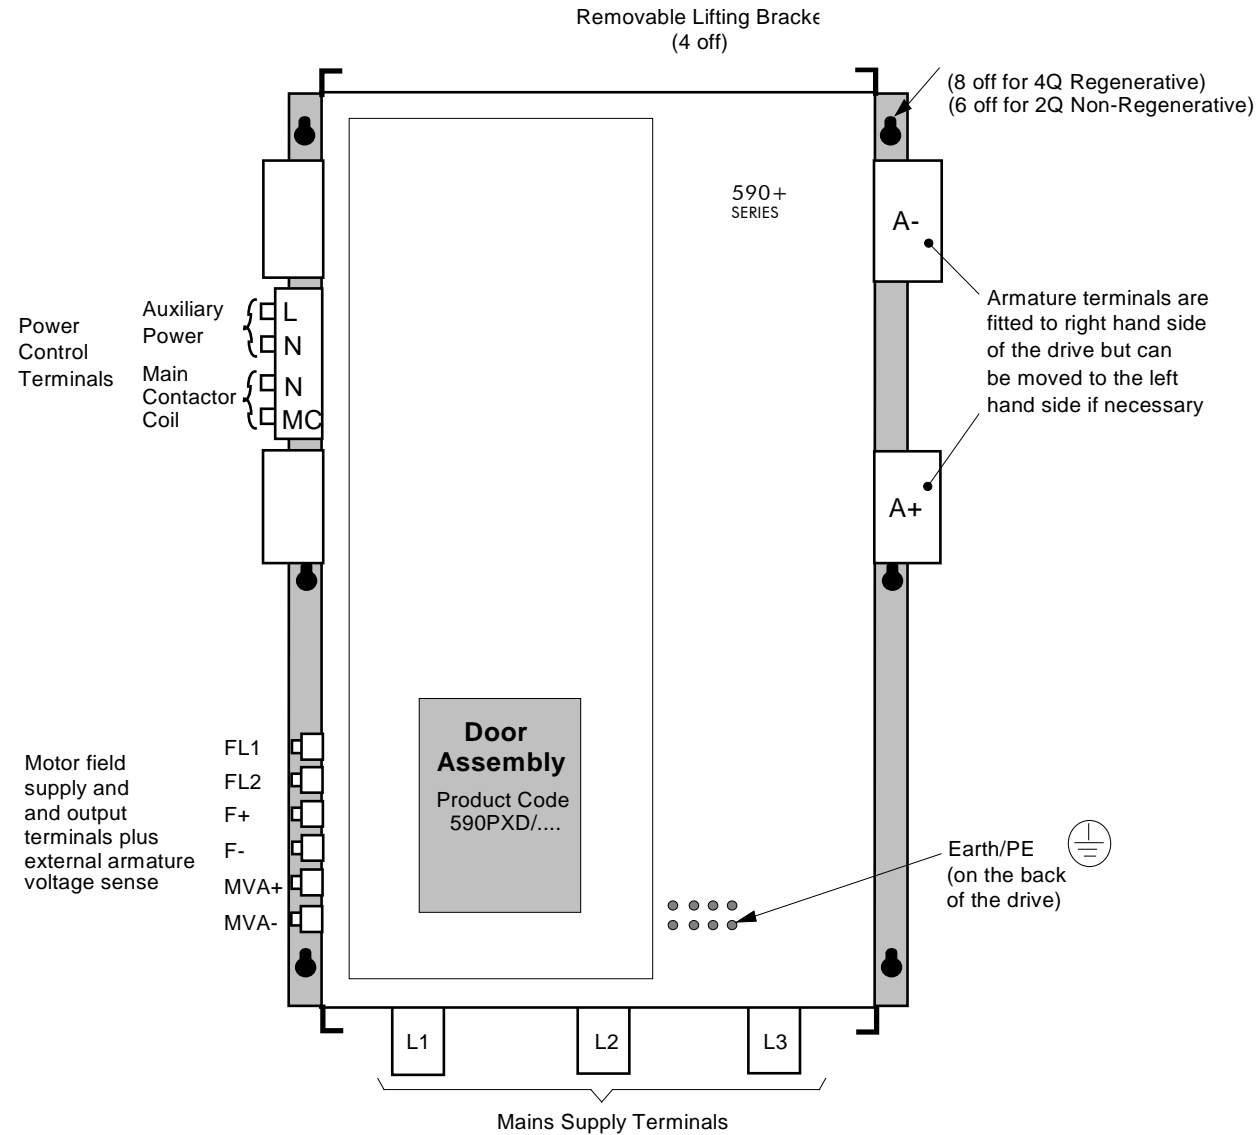 Removable Lifting Bracke
(4 off)
(8 off for 4Q Regenerative)
(6 off for 2Q Non-Regenerative)
590+
SERIES
A-
Armature terminals are
fitted to right hand side
of the drive but can
be moved to the left
hand side if necessary
A+
Power
Control
Terminals
Auxiliary
Power
Main
Contactor
Coil
L
N
N
MC
Motor field
supply and
and output
terminals plus
external armature
voltage sense
FL1
FL2
F+
F-
MVA+
MVA-
Door
Assembly
Product Code
590PXD/....
Earth/PE
(on the back
of the drive)
L1
L2
L3
Mains Supply Terminals